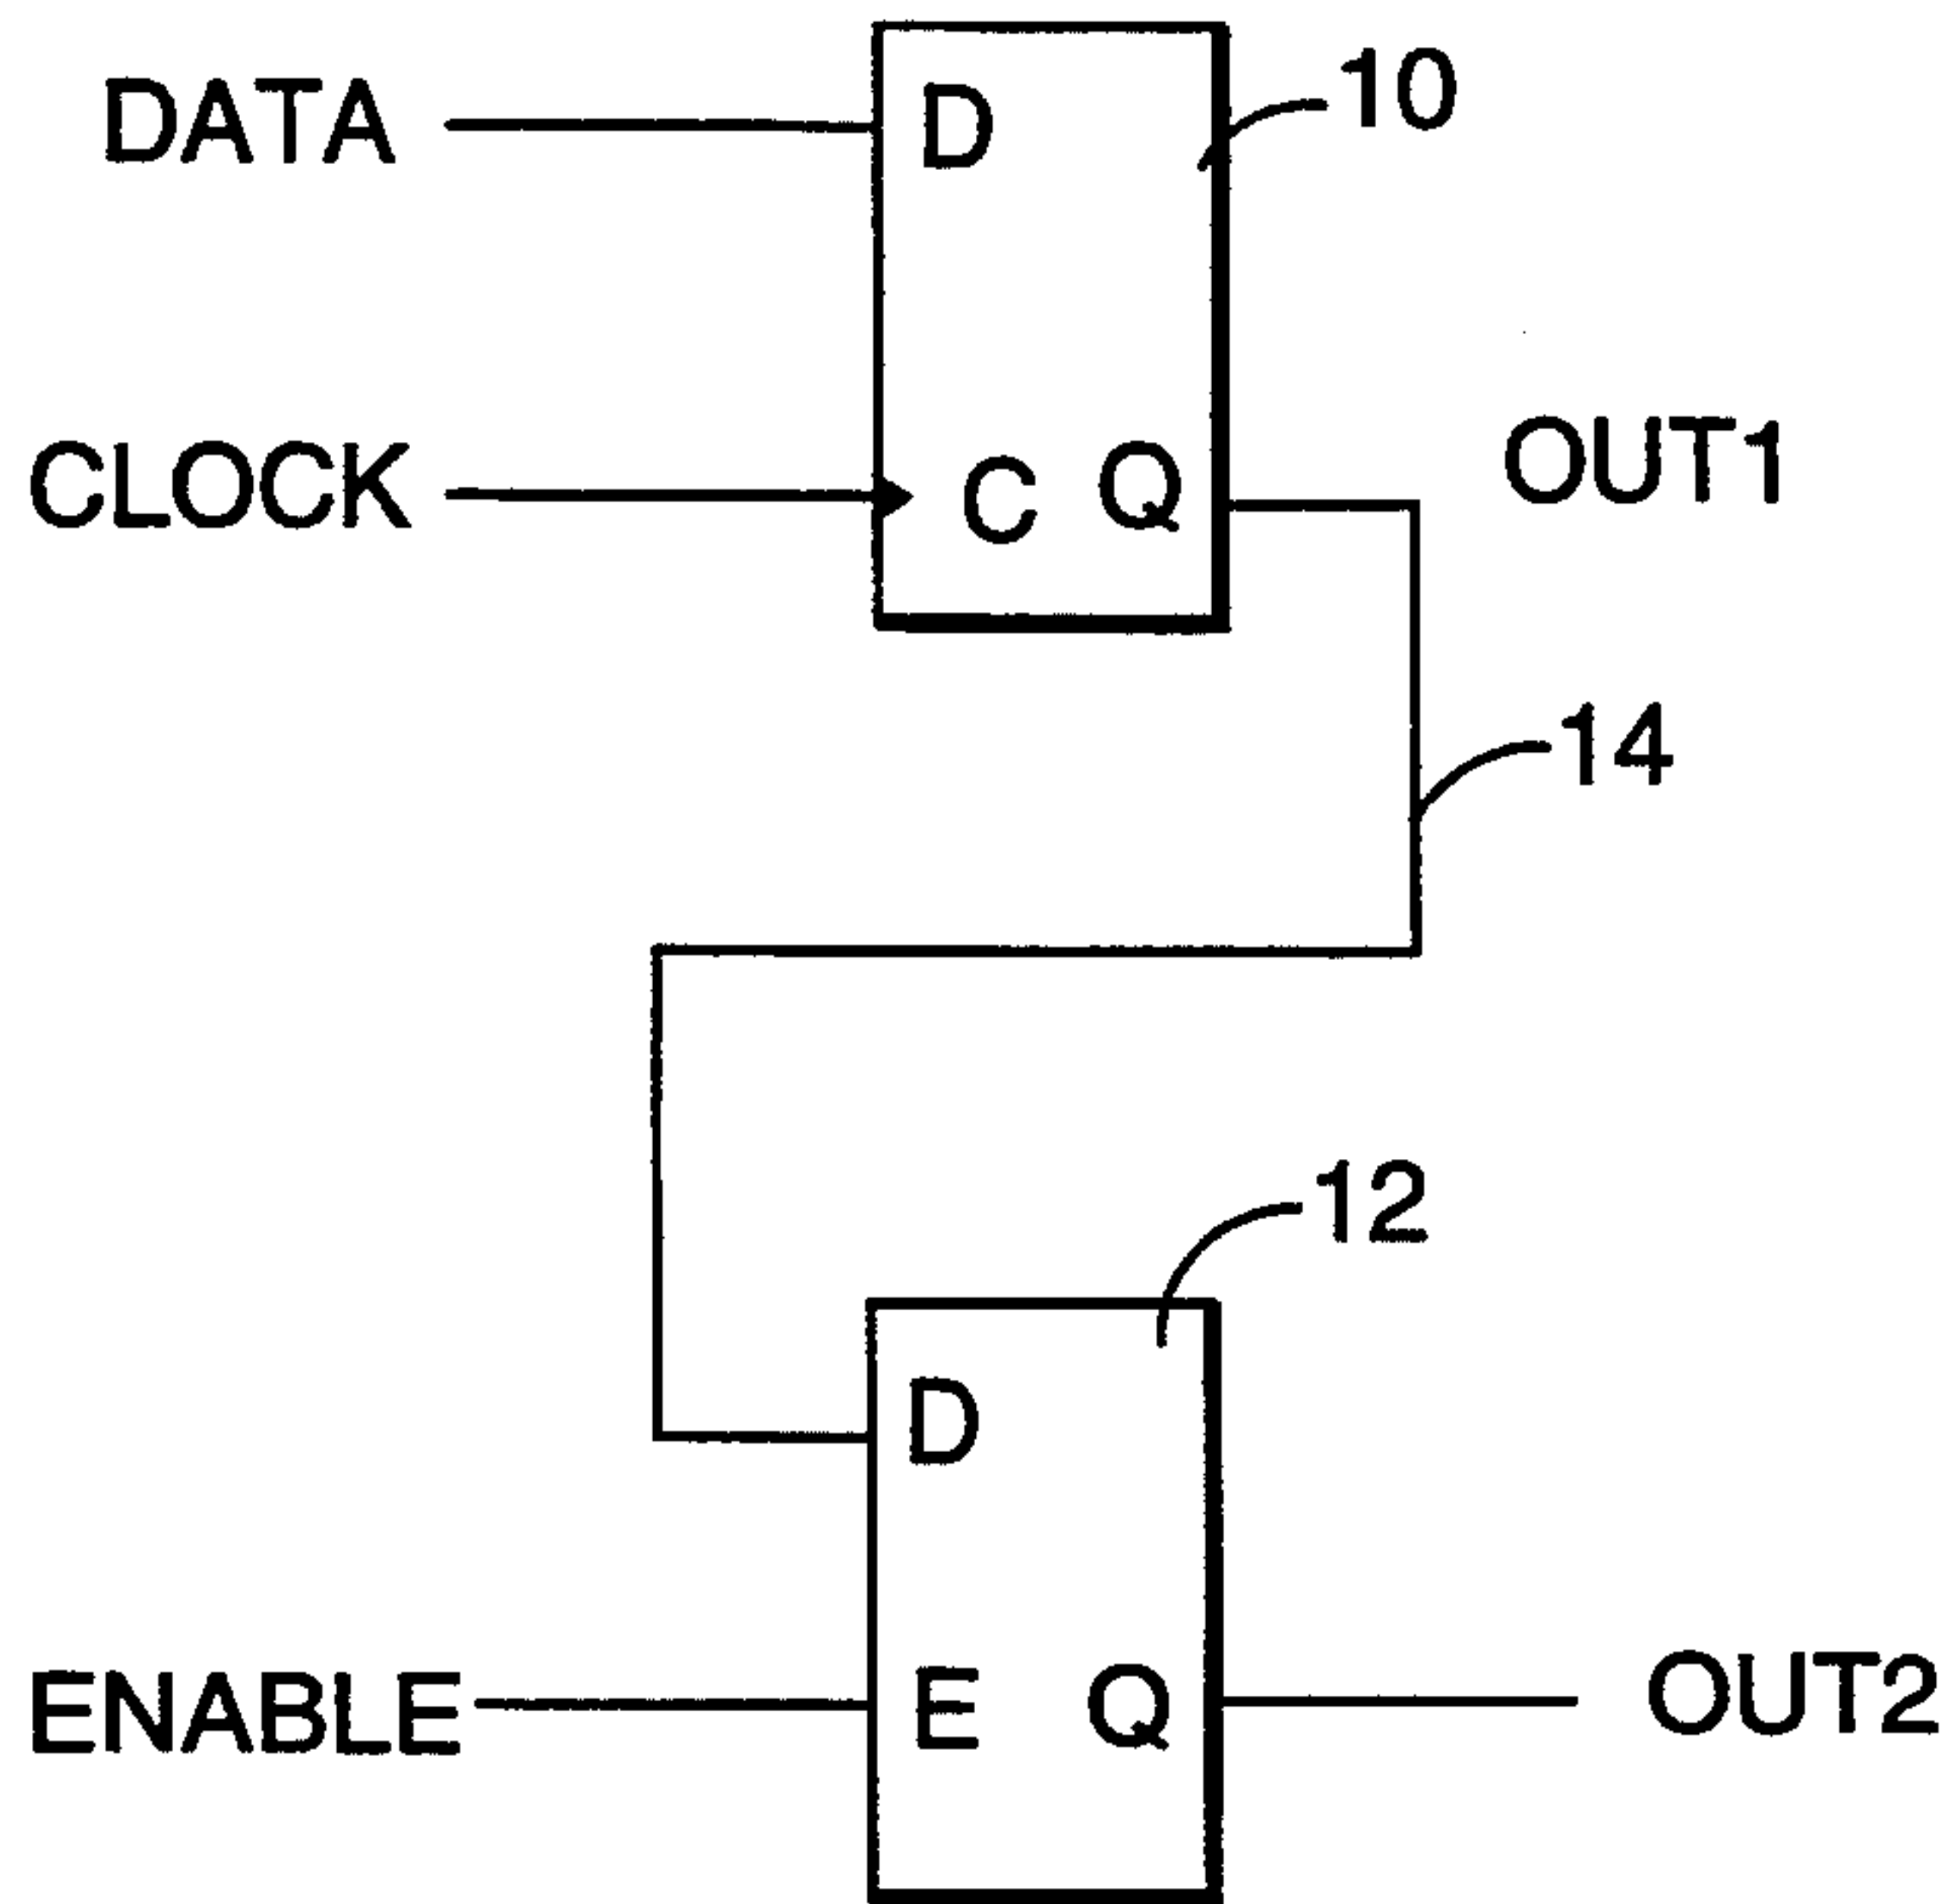 DATA D 10
CLOCK C Q OUT1
14
12
D
ENABLE E Q OUT2